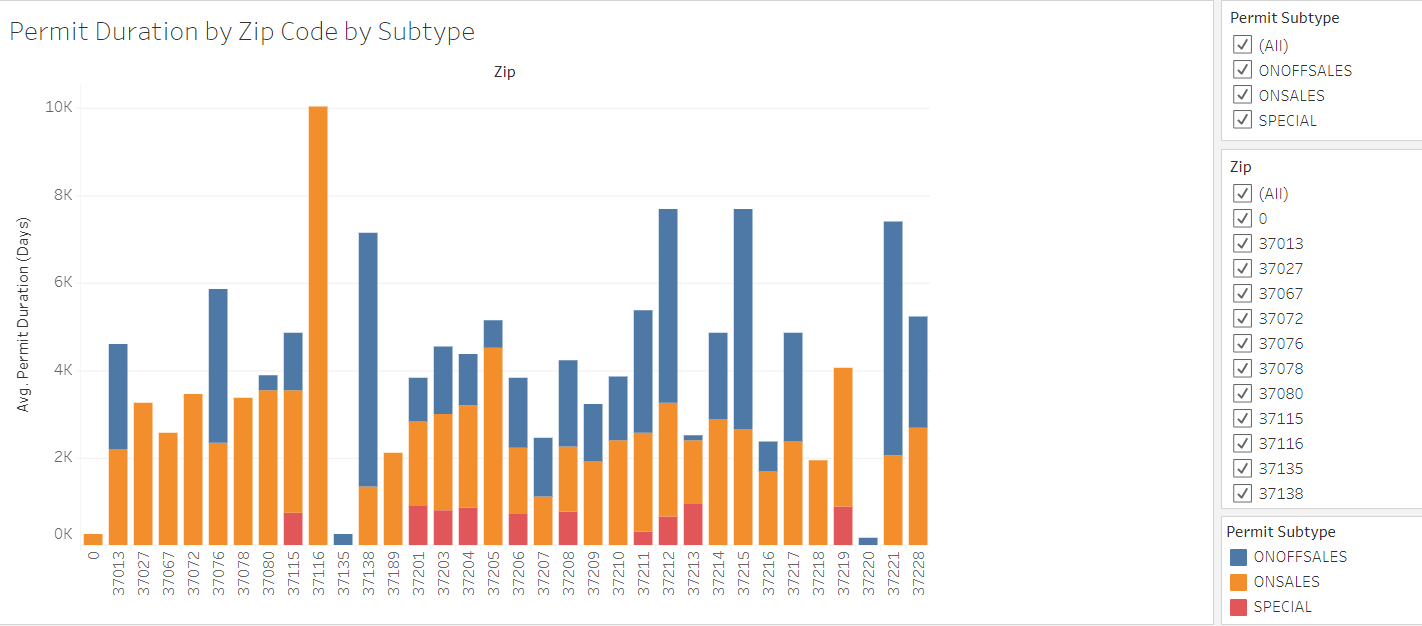 Permit Duration by Zip Code by Subtype
Zip
Avg. Permit Duration (Days)
10K
8K
6K
4K
2K
0K
0
37013
37027
37067
37072
37076
37078
37080
37115
37116
37135
37138
37189
37201
37203
37204
37205
37206
37207
37208
37209
37210
37211
37212
37213
37214
37215
37216
37217
37218
37219
37220
37221
37228
Permit Subtype
(All)
ONOFFSALES
ONSALES
SPECIAL
Zip
(All)
0
37013
37027
37067
37072
37076
37078
37080
37115
37116
37135
37138
Permit Subtype
ONOFFSALES
ONSALES
SPECIAL